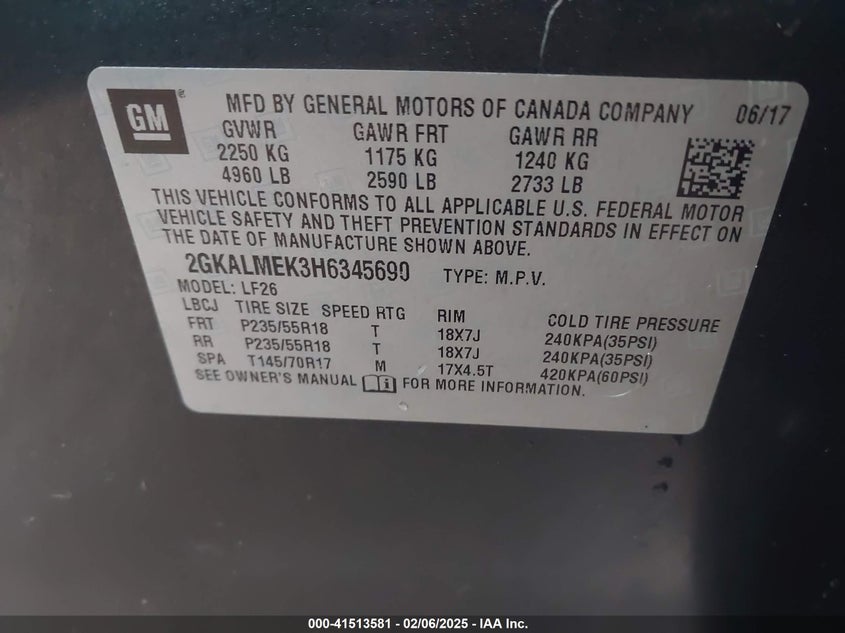 GM ®
MFD BY GENERAL MOTORS OF CANADA COMPANY 06/17
GVWR GAWR FRT GAWR RR
2250 KG 1175 KG 1240 KG
4960 LB 2590 LB 2733 LB
THIS VEHICLE CONFORMS TO ALL APPLICABLE U.S. FEDERAL MOTOR
VEHICLE SAFETY AND THEFT PREVENTION STANDARDS IN EFFECT ON
THE DATE OF MANUFACTURE SHOWN ABOVE.
2GKALMEK3H6345690 TYPE: M.P.V.
MODEL: LF26
LBCJ TIRE SIZE SPEED RTG RIM COLD TIRE PRESSURE
FRT P235/55R18 T 18X7J 240KPA(35PSI)
RR P235/55R18 T 18X7J 240KPA(35PSI)
SPA T145/70R17 M 17X4.5T 420KPA(60PSI)
SEE OWNER'S MANUAL FOR MORE INFORMATION.
000-41513581 - 02/06/2025 - IAA Inc.